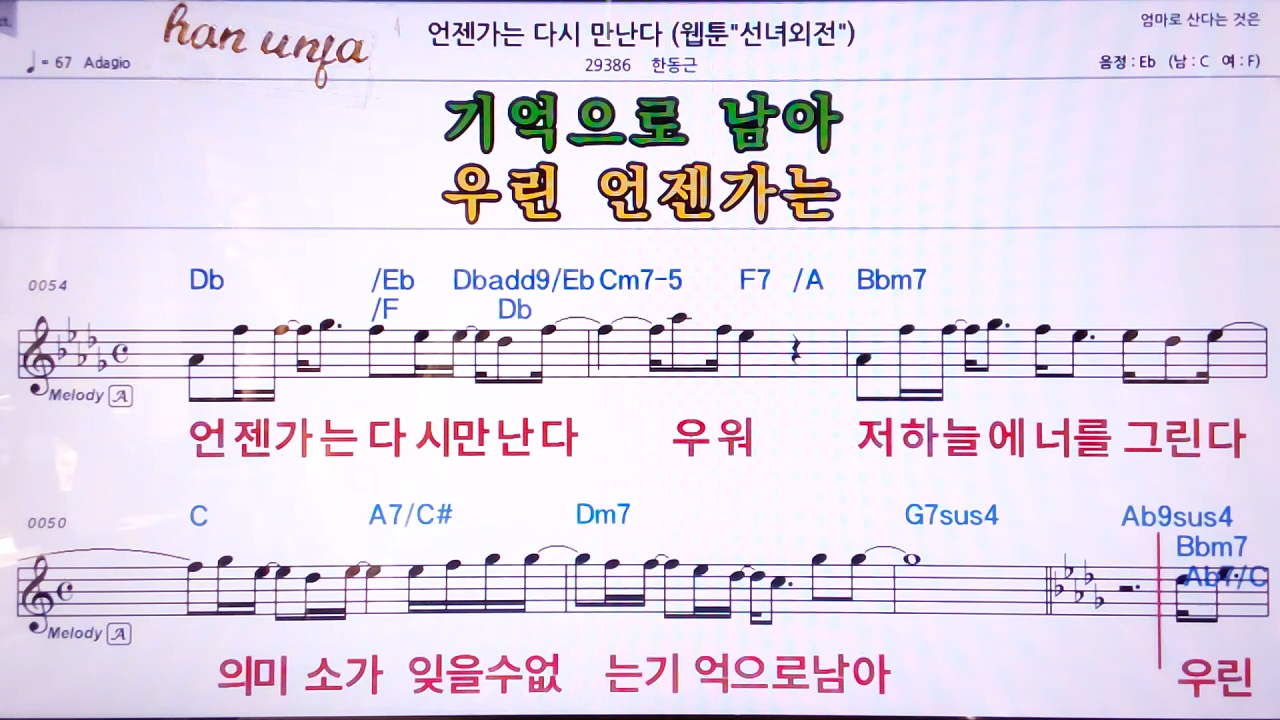 han unfa
언젠가는 다시 만난다 (웹툰"선녀외전")
엄마로 산다는 것은
♩= 67 Adagio
29386 한동근
음정 : Eb (남 : C 여 : F)
기억으로 남아
우린 언젠가는
0054
Db /Eb Dbadd9/Eb Cm7-5 F7 /A Bbm7
/F Db
Melody A
언젠가는다시만난다 우워 저하늘에너를그린다
0050
C A7/C# Dm7 G7sus4 Ab9sus4
Bbm7
Ab7/C
Melody A
의미 소가 잊을수없 는기 억으로남아 우린